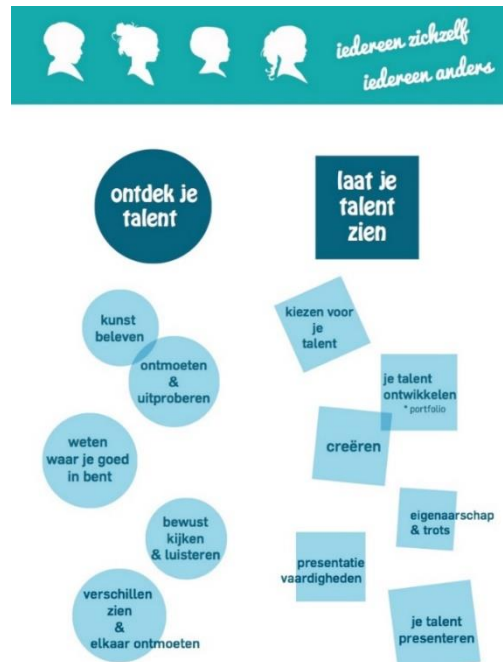 iedereen zichzelf
iedereen anders
ontdek je
talent
kunst
beleven
ontmoeten
&
uitproberen
weten
waar je goed
in bent
bewust
kijken
& luisteren
verschillen
zien
&
elkaar ontmoeten
laat je
talent
zien
kiezen voor
je
talent
je talent
ontwikkelen
* portfolio
creëren
eigenaarschap
& trots
presentatie
vaardigheden
je talent
presenteren